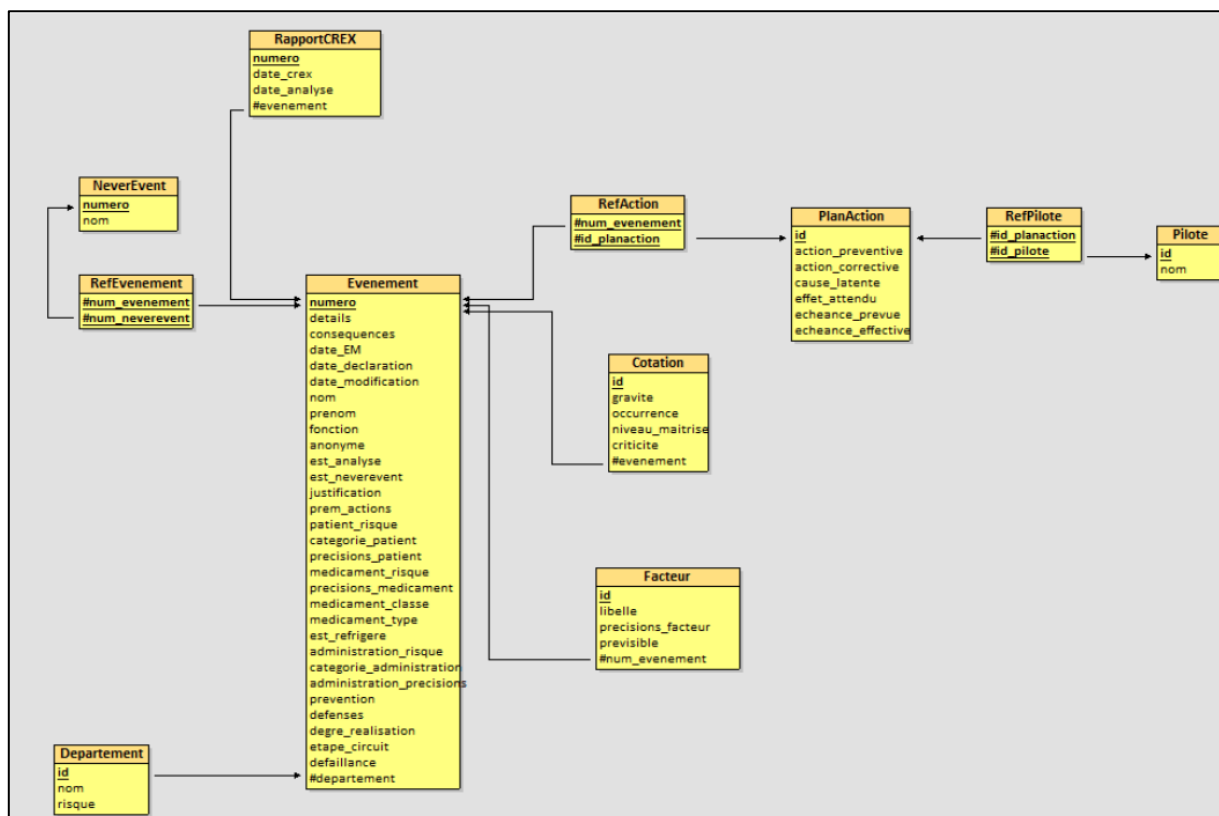 RapportCREX
numero
date_crex
date_analyse
#evenement
NeverEvent
numero
nom
RefEvenement
#num_evenement
#num_neverevent
Evenement
numero
details
consequences
date_EM
date_declaration
date_modification
nom
prenom
fonction
anonyme
est_analyse
est_neverevent
justification
prem_actions
patient_risque
categorie_patient
precisions_patient
medicament_risque
precisions_medicament
medicament_classe
medicament_type
est_refrigere
administration_risque
categorie_administration
administration_precisions
prevention
defenses
degre_realisation
etape_circuit
defaillance
#departement
Departement
id
nom
risque
RefAction
#num_evenement
#id_planaction
PlanAction
id
action_preventive
action_corrective
cause_latente
effet_attendu
echeance_prevue
echeance_effective
RefPilote
#id_planaction
#id_pilote
Pilote
id
nom
Cotation
id
gravite
occurrence
niveau_maitrise
criticite
#evenement
Facteur
id
libelle
precisions_facteur
previsible
#num_evenement